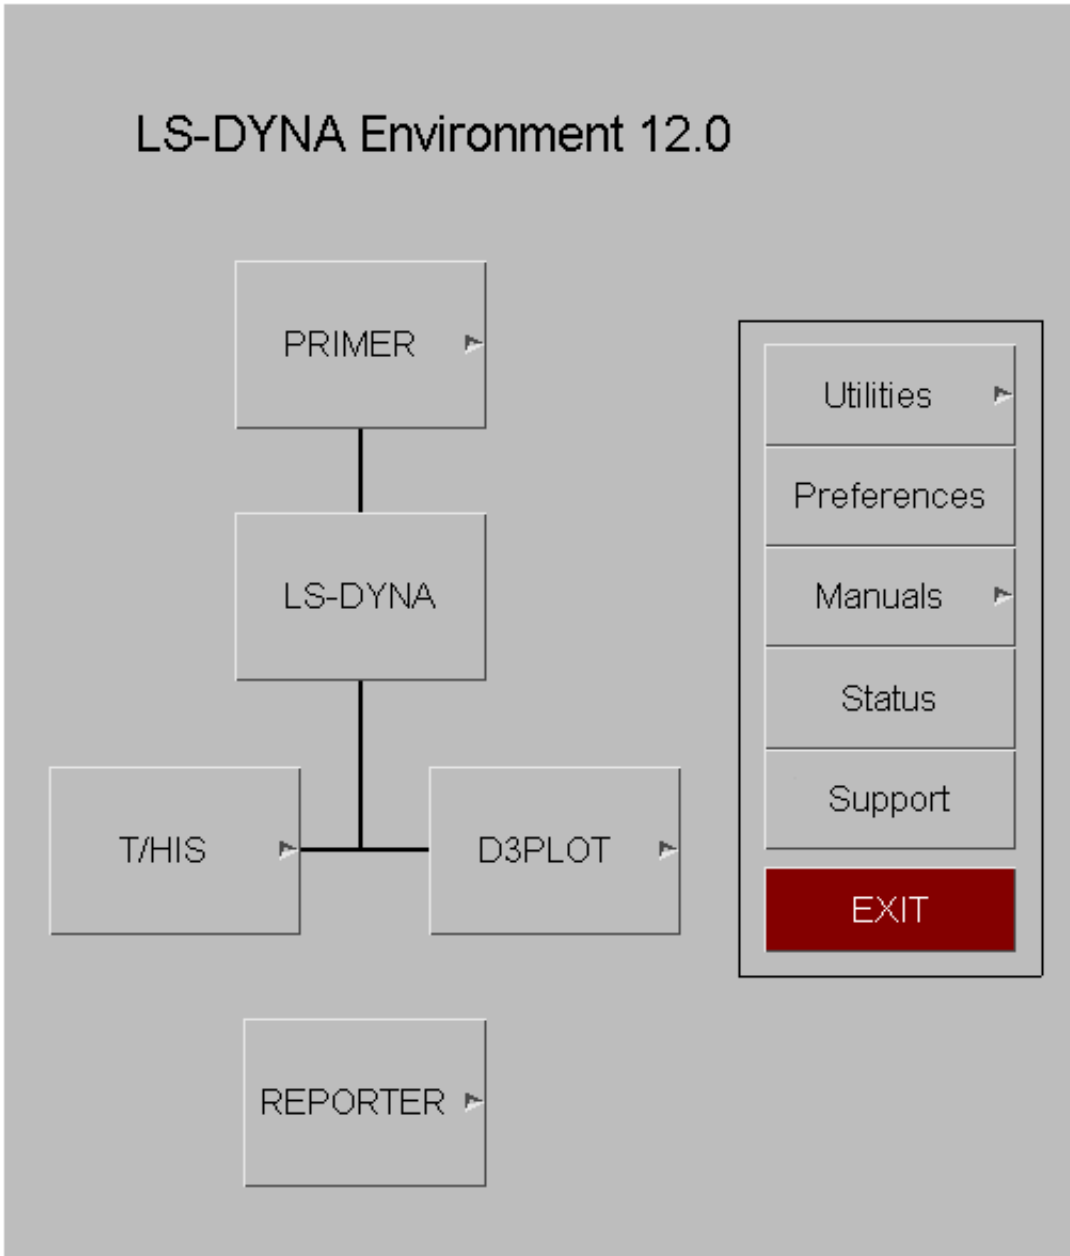 LS-DYNA Environment 12.0
PRIMER
LS-DYNA
T/HIS
D3PLOT
REPORTER
Utilities
Preferences
Manuals
Status
Support
EXIT